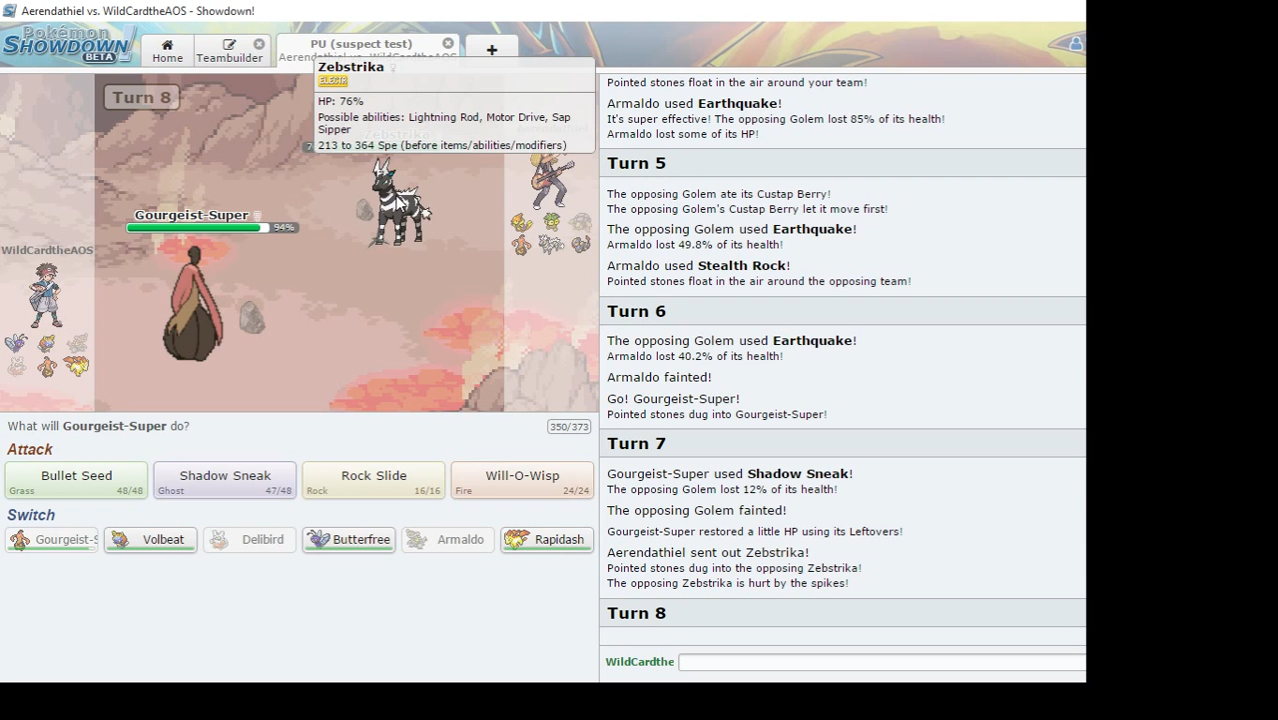 Aerendathiel vs. WildCardtheAOS - Showdown!
Pokémon
SHOWDOWN!
BETA
Home
Teambuilder
PU (suspect test)
+
Zebstrika
ELECTR
HP: 76%
Possible abilities: Lightning Rod, Motor Drive, Sap
Sipper
213 to 364 Spe (before items/abilities/modifiers)
Turn 8
Gourgeist-Super
94%
WildCardtheAOS
What will Gourgeist-Super do?
350/373
Attack
Bullet Seed
Grass
48/48
Shadow Sneak
Ghost
47/48
Rock Slide
Rock
16/16
Will-O-Wisp
Fire
24/24
Switch
Gourgeist-S
Volbeat
Delibird
Butterfree
Armaldo
Rapidash
Pointed stones float in the air around your team!
Armaldo used Earthquake!
It's super effective! The opposing Golem lost 85% of its health!
Armaldo lost some of its HP!
Turn 5
The opposing Golem ate its Custap Berry!
The opposing Golem's Custap Berry let it move first!
The opposing Golem used Earthquake!
Armaldo lost 49.8% of its health!
Armaldo used Stealth Rock!
Pointed stones float in the air around the opposing team!
Turn 6
The opposing Golem used Earthquake!
Armaldo lost 40.2% of its health!
Armaldo fainted!
Go! Gourgeist-Super!
Pointed stones dug into Gourgeist-Super!
Turn 7
Gourgeist-Super used Shadow Sneak!
The opposing Golem lost 12% of its health!
The opposing Golem fainted!
Gourgeist-Super restored a little HP using its Leftovers!
Aerendathiel sent out Zebstrika!
Pointed stones dug into the opposing Zebstrika!
The opposing Zebstrika is hurt by the spikes!
Turn 8
WildCardthe